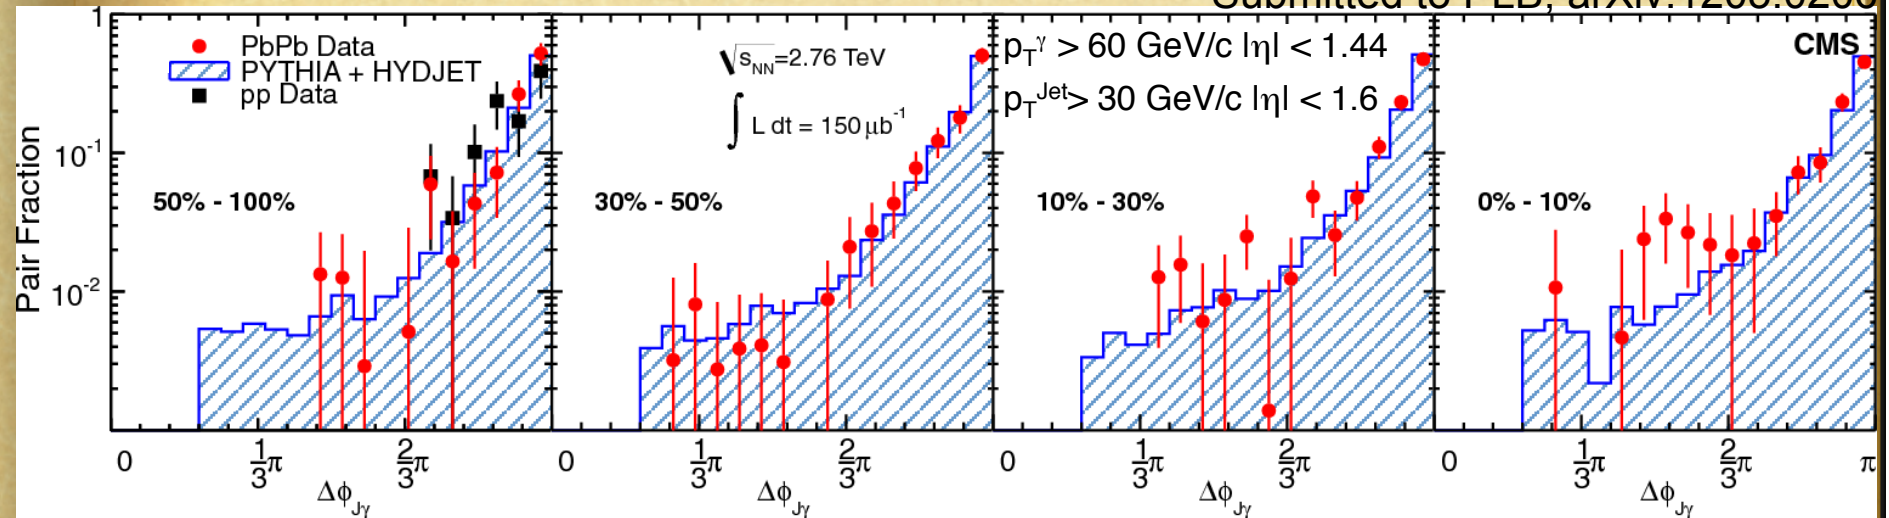 Submitted to PLB, arXiv:1205.0206
PbPb Data
PYTHIA + HYDJET
pp Data
√sNN=2.76 TeV
∫ L dt = 150 μb⁻¹
pTγ > 60 GeV/c |η| < 1.44
pTJet> 30 GeV/c |η| < 1.6
CMS
Pair Fraction
1
10⁻¹
10⁻²
50% - 100%
30% - 50%
10% - 30%
0% - 10%
0 1/3π 2/3π 0 1/3π 2/3π 0 1/3π 2/3π 0 1/3π 2/3π π
ΔφJγ ΔφJγ ΔφJγ ΔφJγ